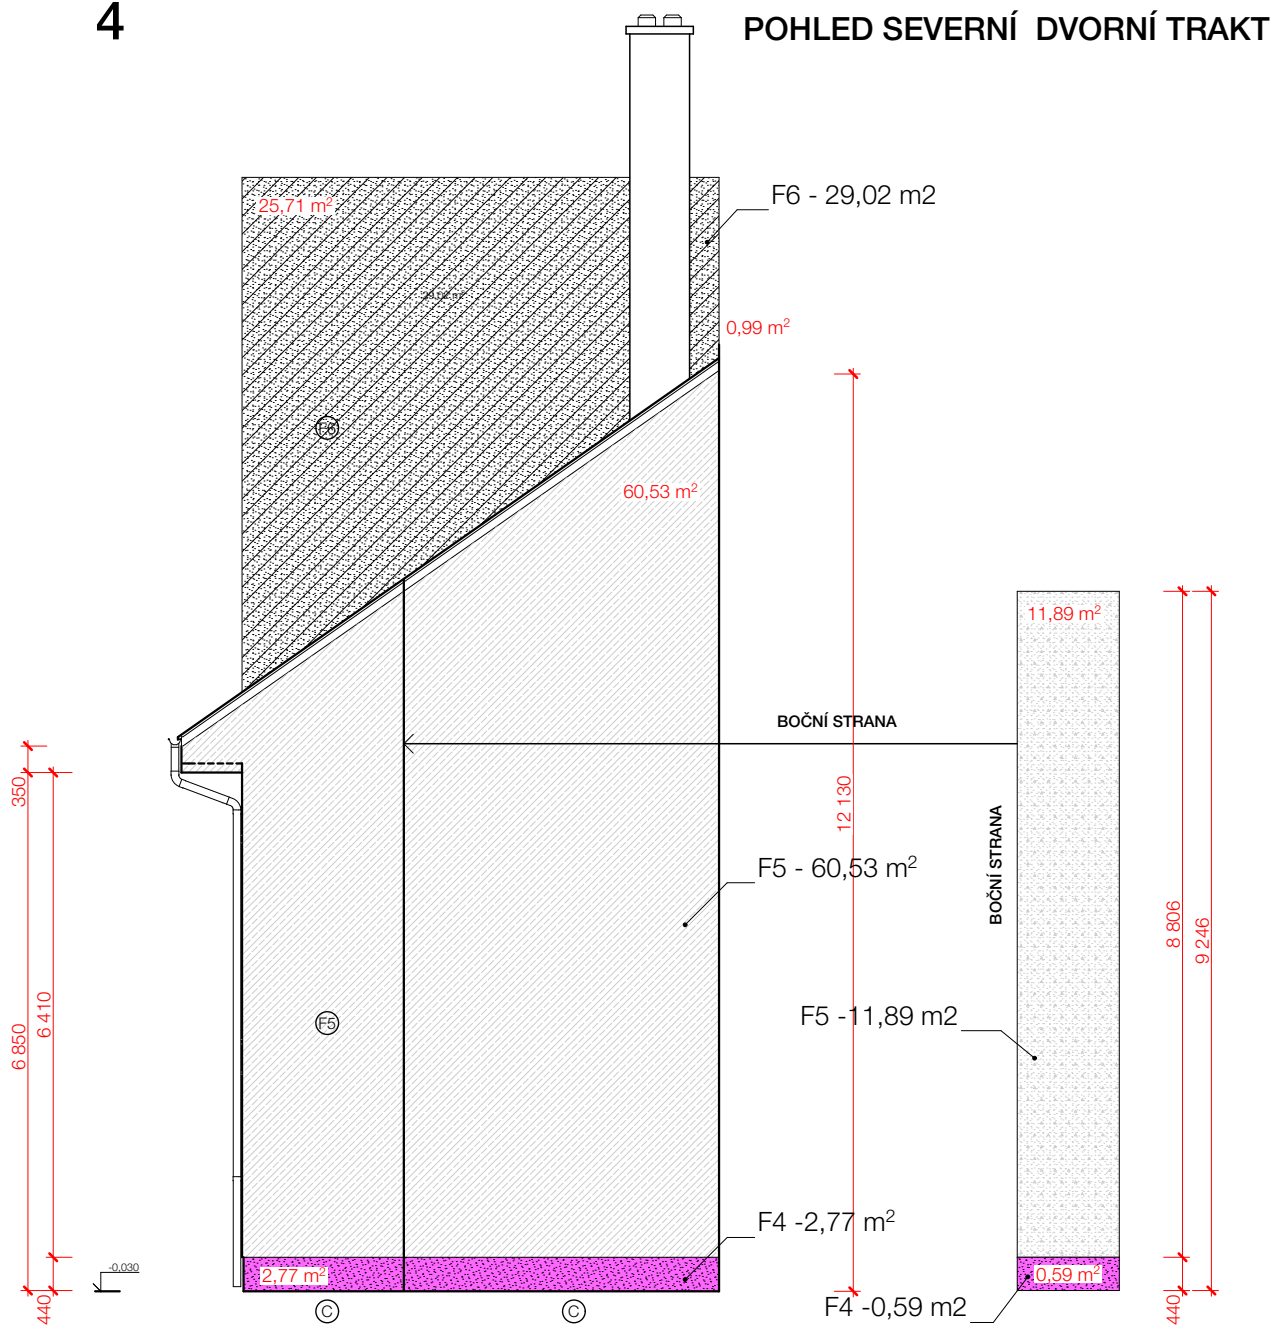 4
POHLED SEVERNÍ  DVORNÍ TRAKT
25,71 m²
F6 - 29,02 m2
29,02 m²
0,99 m²
F6
60,53 m²
11,89 m²
BOČNÍ STRANA
350
12 130
BOČNÍ STRANA
F5 - 60,53 m²
8 806
9 246
6 410
6 850
F5
F5 -11,89 m2
F4 -2,77 m²
-0,030
2,77 m²
0,59 m²
440
C
C
F4 -0,59 m2
440